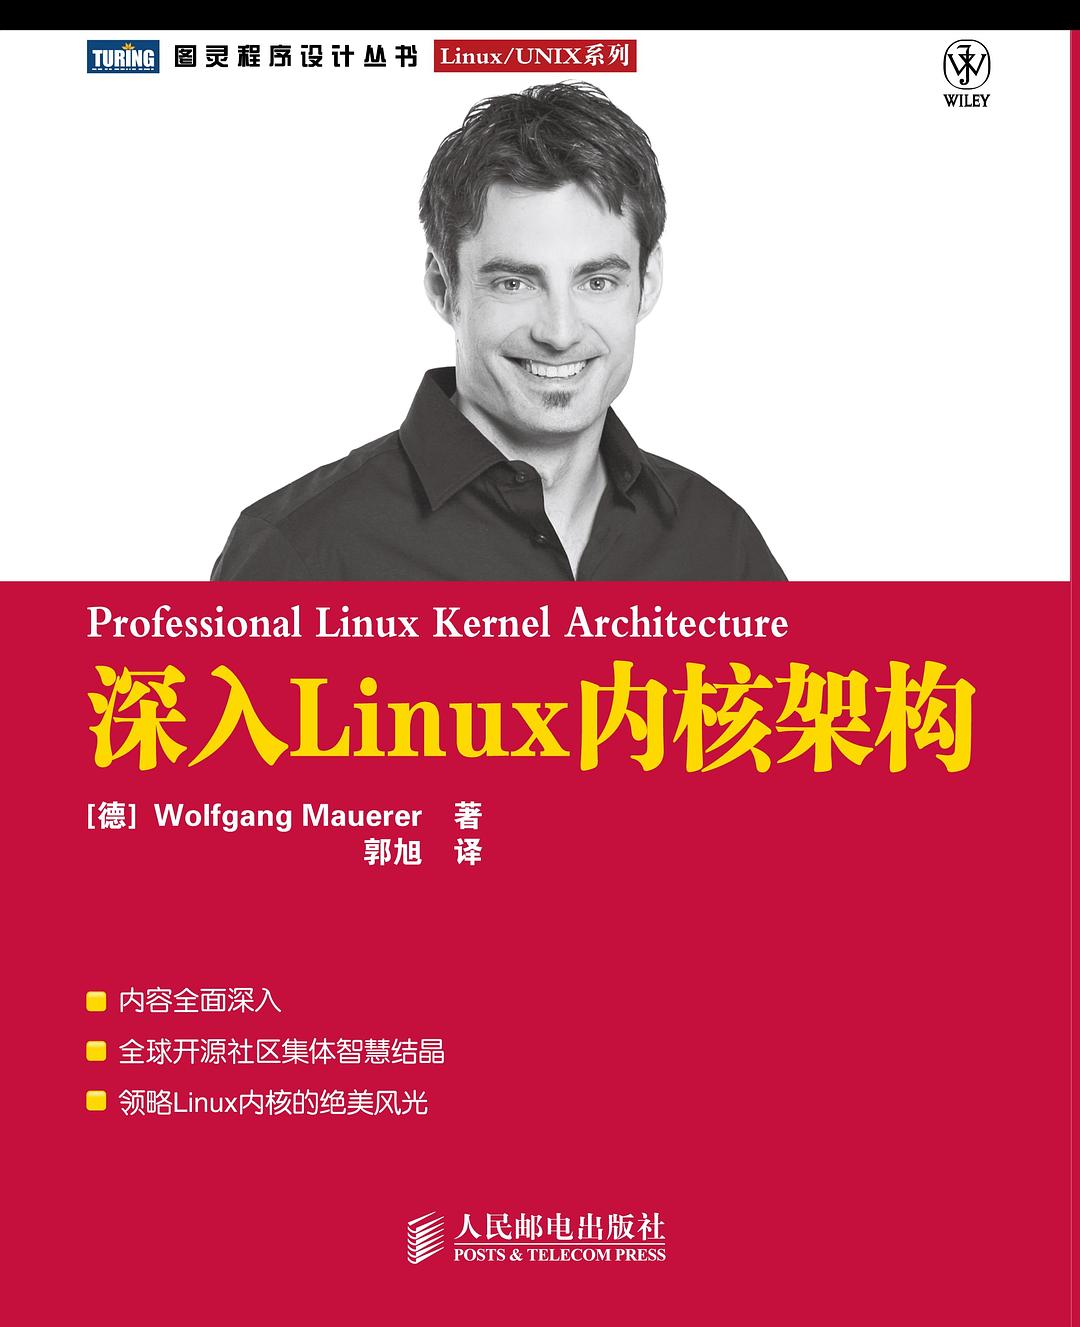 TURING 图灵程序设计丛书 Linux/UNIX系列
WILEY
Professional Linux Kernel Architecture
深入Linux内核架构
[德] Wolfgang Mauerer 著
郭旭 译
内容全面深入
全球开源社区集体智慧结晶
领略Linux内核的绝美风光
人民邮电出版社
POSTS & TELECOM PRESS